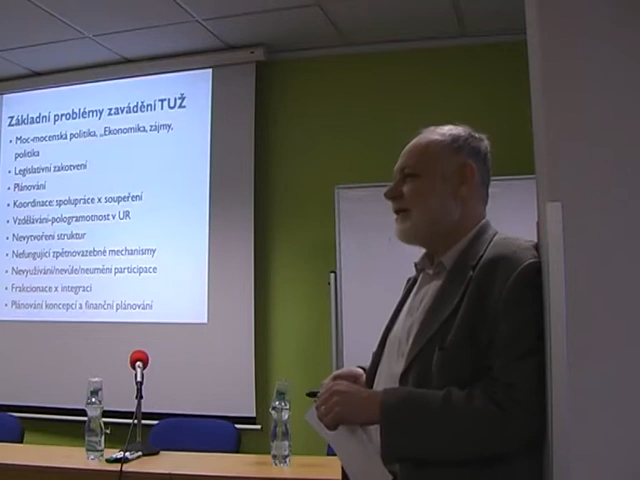 Základní problémy zavádění TUŽ
• Moc-mocenská politika, „Ekonomika, zájmy,
politika
• Legislativní zakotvení
• Plánování
• Koordinace: spolupráce x soupeření
• Vzdělávání-pologramotnost v UR
• Nevytvoření struktur
• Nefungující zpětnovazebné mechanismy
• Nevyužívání/nevůle/neumění participace
• Frakcionace x integraci
• Plánování koncepcí a finanční plánování